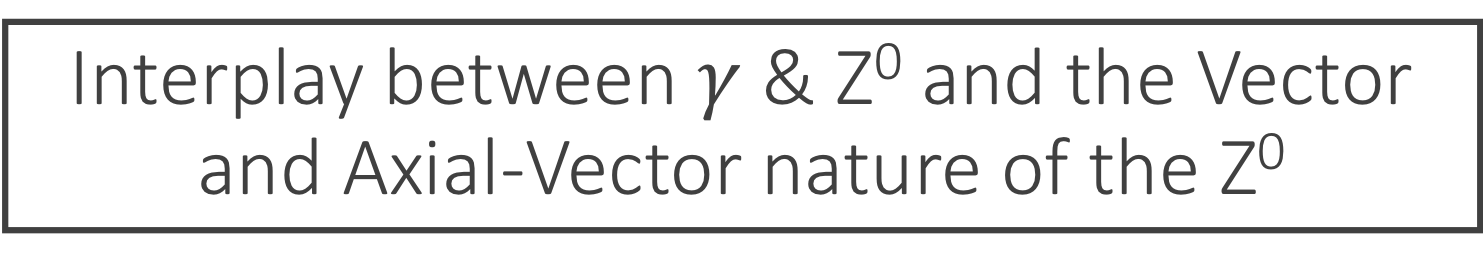 Interplay between γ & Z⁰ and the Vector
and Axial-Vector nature of the Z⁰